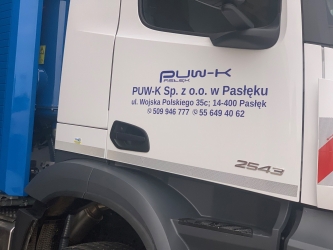 PUW-K
PASŁĘK
PUW-K Sp. z o.o. w Pasłęku
ul. Wojska Polskiego 35c; 14-400 Pasłęk
509 946 777 55 649 40 62
2543